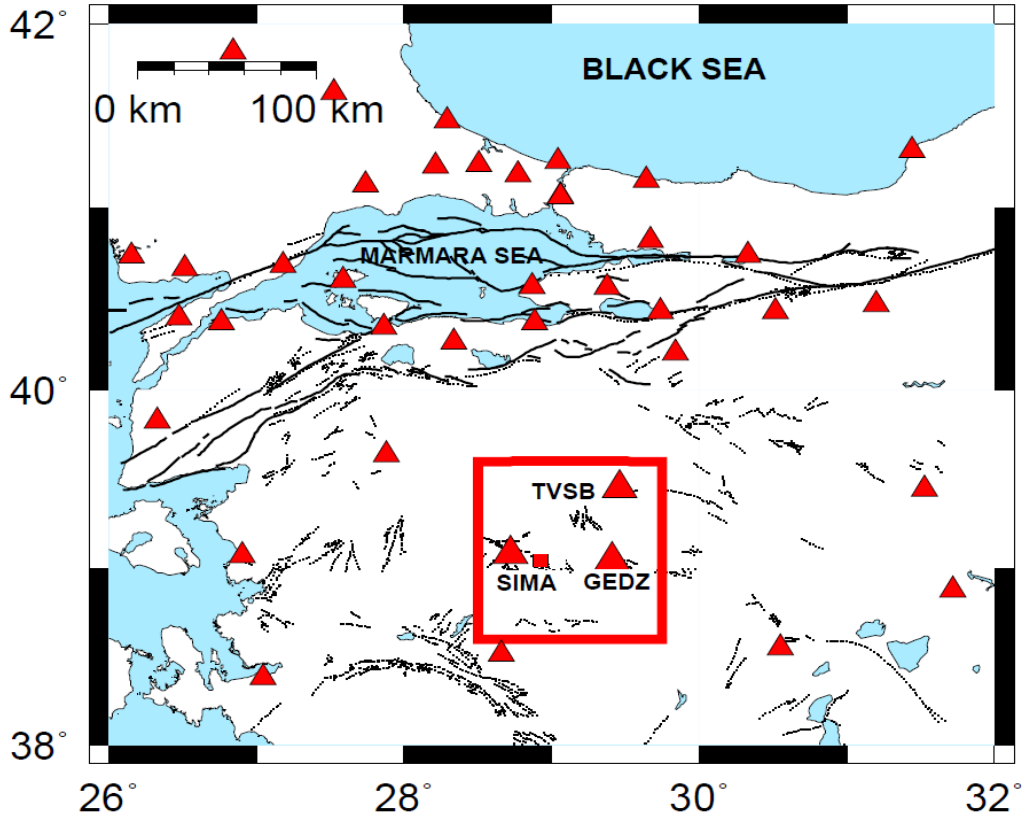 42°
BLACK SEA
0 km 100 km
MARMARA SEA
40°
TVSB
SIMA
GEDZ
38°
26° 28° 30° 32°